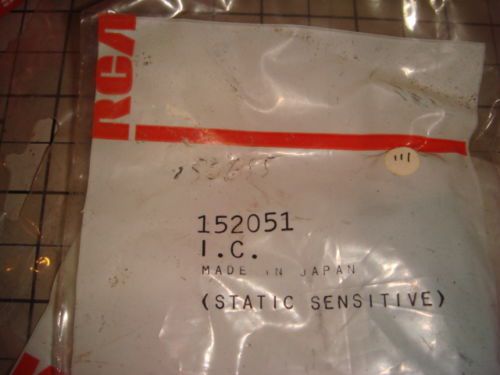 RCA
152051
I.C.
MADE IN JAPAN
(STATIC SENSITIVE)